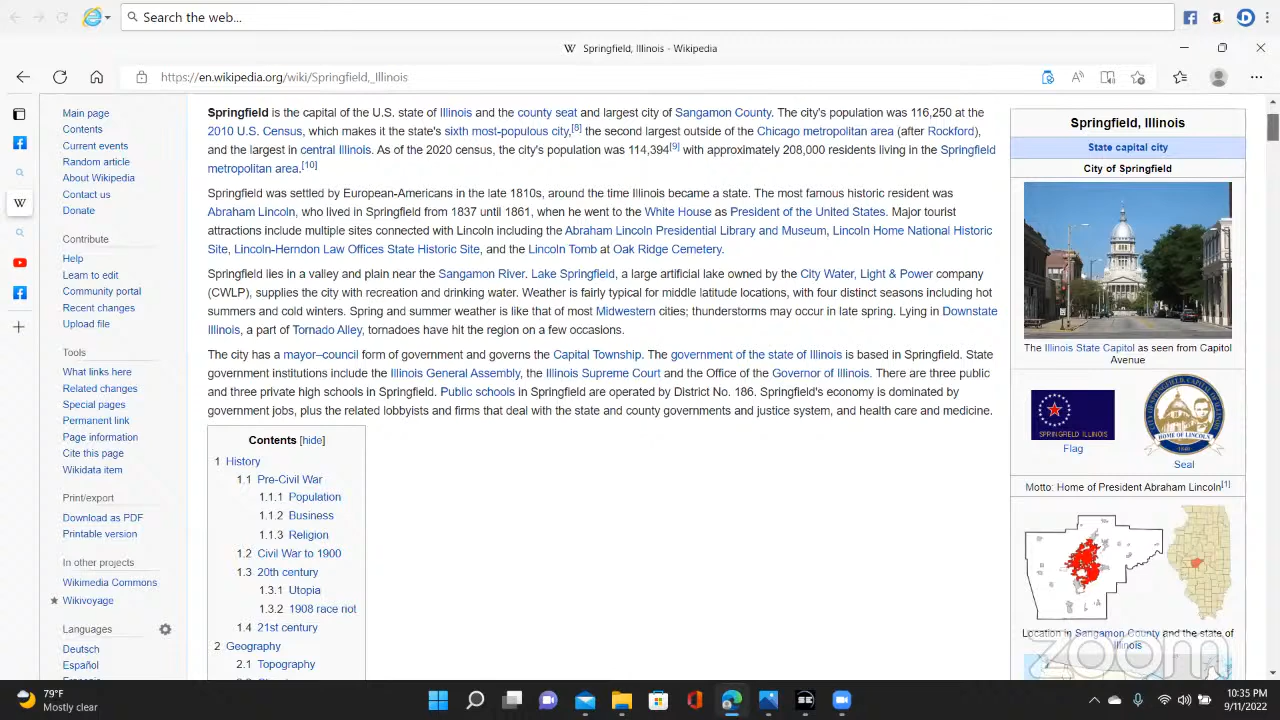 Search the web...
Springfield, Illinois - Wikipedia
https://en.wikipedia.org/wiki/Springfield,_Illinois
Main page
Contents
Current events
Random article
About Wikipedia
Contact us
Donate
Contribute
Help
Learn to edit
Community portal
Recent changes
Upload file
Tools
What links here
Related changes
Special pages
Permanent link
Page information
Cite this page
Wikidata item
Print/export
Download as PDF
Printable version
In other projects
Wikimedia Commons
Wikivoyage
Languages
Deutsch
Español
Springfield is the capital of the U.S. state of Illinois and the county seat and largest city of Sangamon County. The city's population was 116,250 at the
2010 U.S. Census, which makes it the state's sixth most-populous city,[8] the second largest outside of the Chicago metropolitan area (after Rockford),
and the largest in central Illinois. As of the 2020 census, the city's population was 114,394[9] with approximately 208,000 residents living in the Springfield
metropolitan area.[10]
Springfield was settled by European-Americans in the late 1810s, around the time Illinois became a state. The most famous historic resident was
Abraham Lincoln, who lived in Springfield from 1837 until 1861, when he went to the White House as President of the United States. Major tourist
attractions include multiple sites connected with Lincoln including the Abraham Lincoln Presidential Library and Museum, Lincoln Home National Historic
Site, Lincoln-Herndon Law Offices State Historic Site, and the Lincoln Tomb at Oak Ridge Cemetery.
Springfield lies in a valley and plain near the Sangamon River. Lake Springfield, a large artificial lake owned by the City Water, Light & Power company
(CWLP), supplies the city with recreation and drinking water. Weather is fairly typical for middle latitude locations, with four distinct seasons including hot
summers and cold winters. Spring and summer weather is like that of most Midwestern cities; thunderstorms may occur in late spring. Lying in Downstate
Illinois, a part of Tornado Alley, tornadoes have hit the region on a few occasions.
The city has a mayor–council form of government and governs the Capital Township. The government of the state of Illinois is based in Springfield. State
government institutions include the Illinois General Assembly, the Illinois Supreme Court and the Office of the Governor of Illinois. There are three public
and three private high schools in Springfield. Public schools in Springfield are operated by District No. 186. Springfield's economy is dominated by
government jobs, plus the related lobbyists and firms that deal with the state and county governments and justice system, and health care and medicine.
Contents [hide]
1 History
1.1 Pre-Civil War
1.1.1 Population
1.1.2 Business
1.1.3 Religion
1.2 Civil War to 1900
1.3 20th century
1.3.1 Utopia
1.3.2 1908 race riot
1.4 21st century
2 Geography
2.1 Topography
Springfield, Illinois
State capital city
City of Springfield
The Illinois State Capitol as seen from Capitol
Avenue
SPRINGFIELD ILLINOIS
HOME OF LINCOLN
Flag
Seal
Motto: Home of President Abraham Lincoln[1]
Location in Sangamon County and the state of
Illinois
zoom
79°F
Mostly clear
10:35 PM
9/11/2022